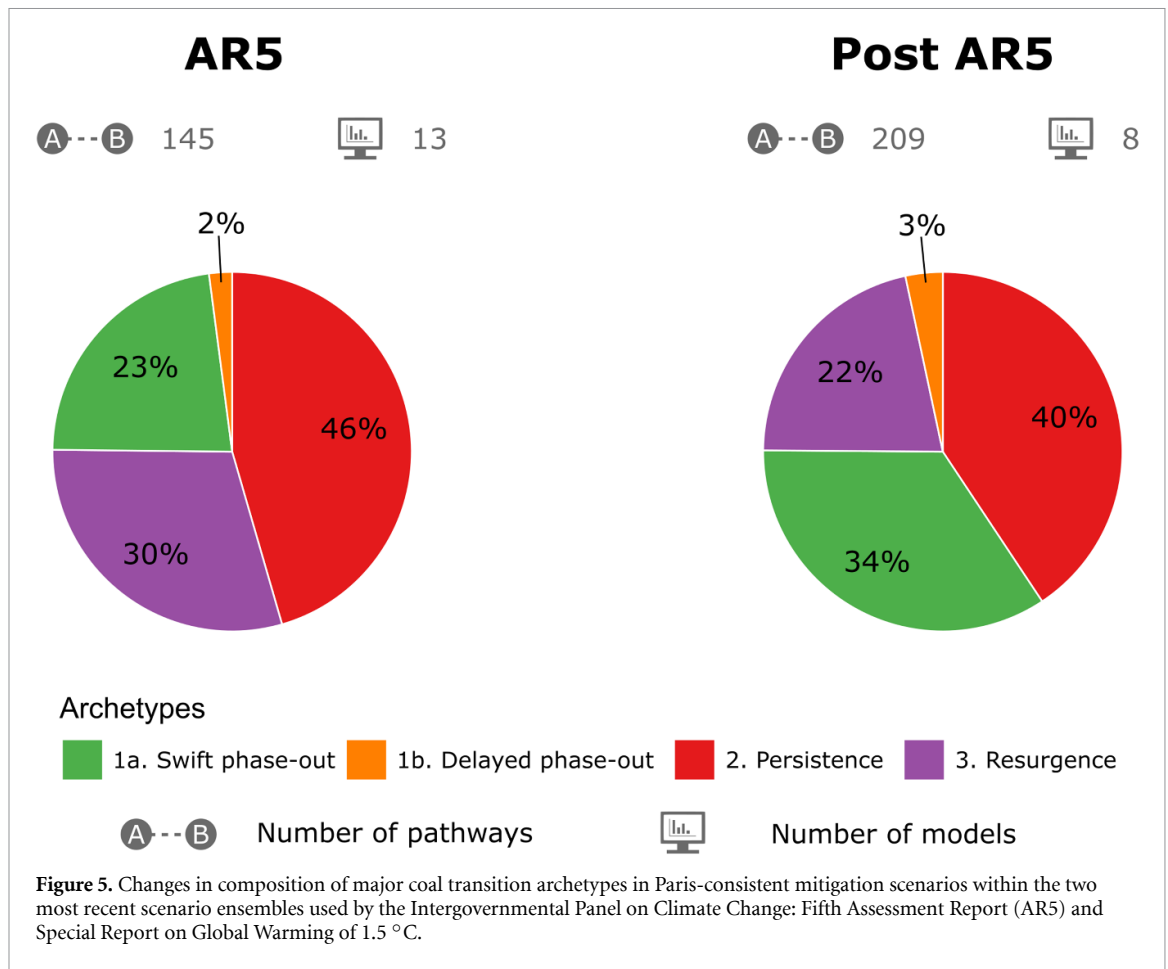 AR5
Post AR5
A B 145 13
A B 209 8
2%
23%
46%
30%
3%
22%
40%
34%
Archetypes
1a. Swift phase-out 1b. Delayed phase-out 2. Persistence 3. Resurgence
A B Number of pathways Number of models
Figure 5. Changes in composition of major coal transition archetypes in Paris-consistent mitigation scenarios within the two
most recent scenario ensembles used by the Intergovernmental Panel on Climate Change: Fifth Assessment Report (AR5) and
Special Report on Global Warming of 1.5 °C.